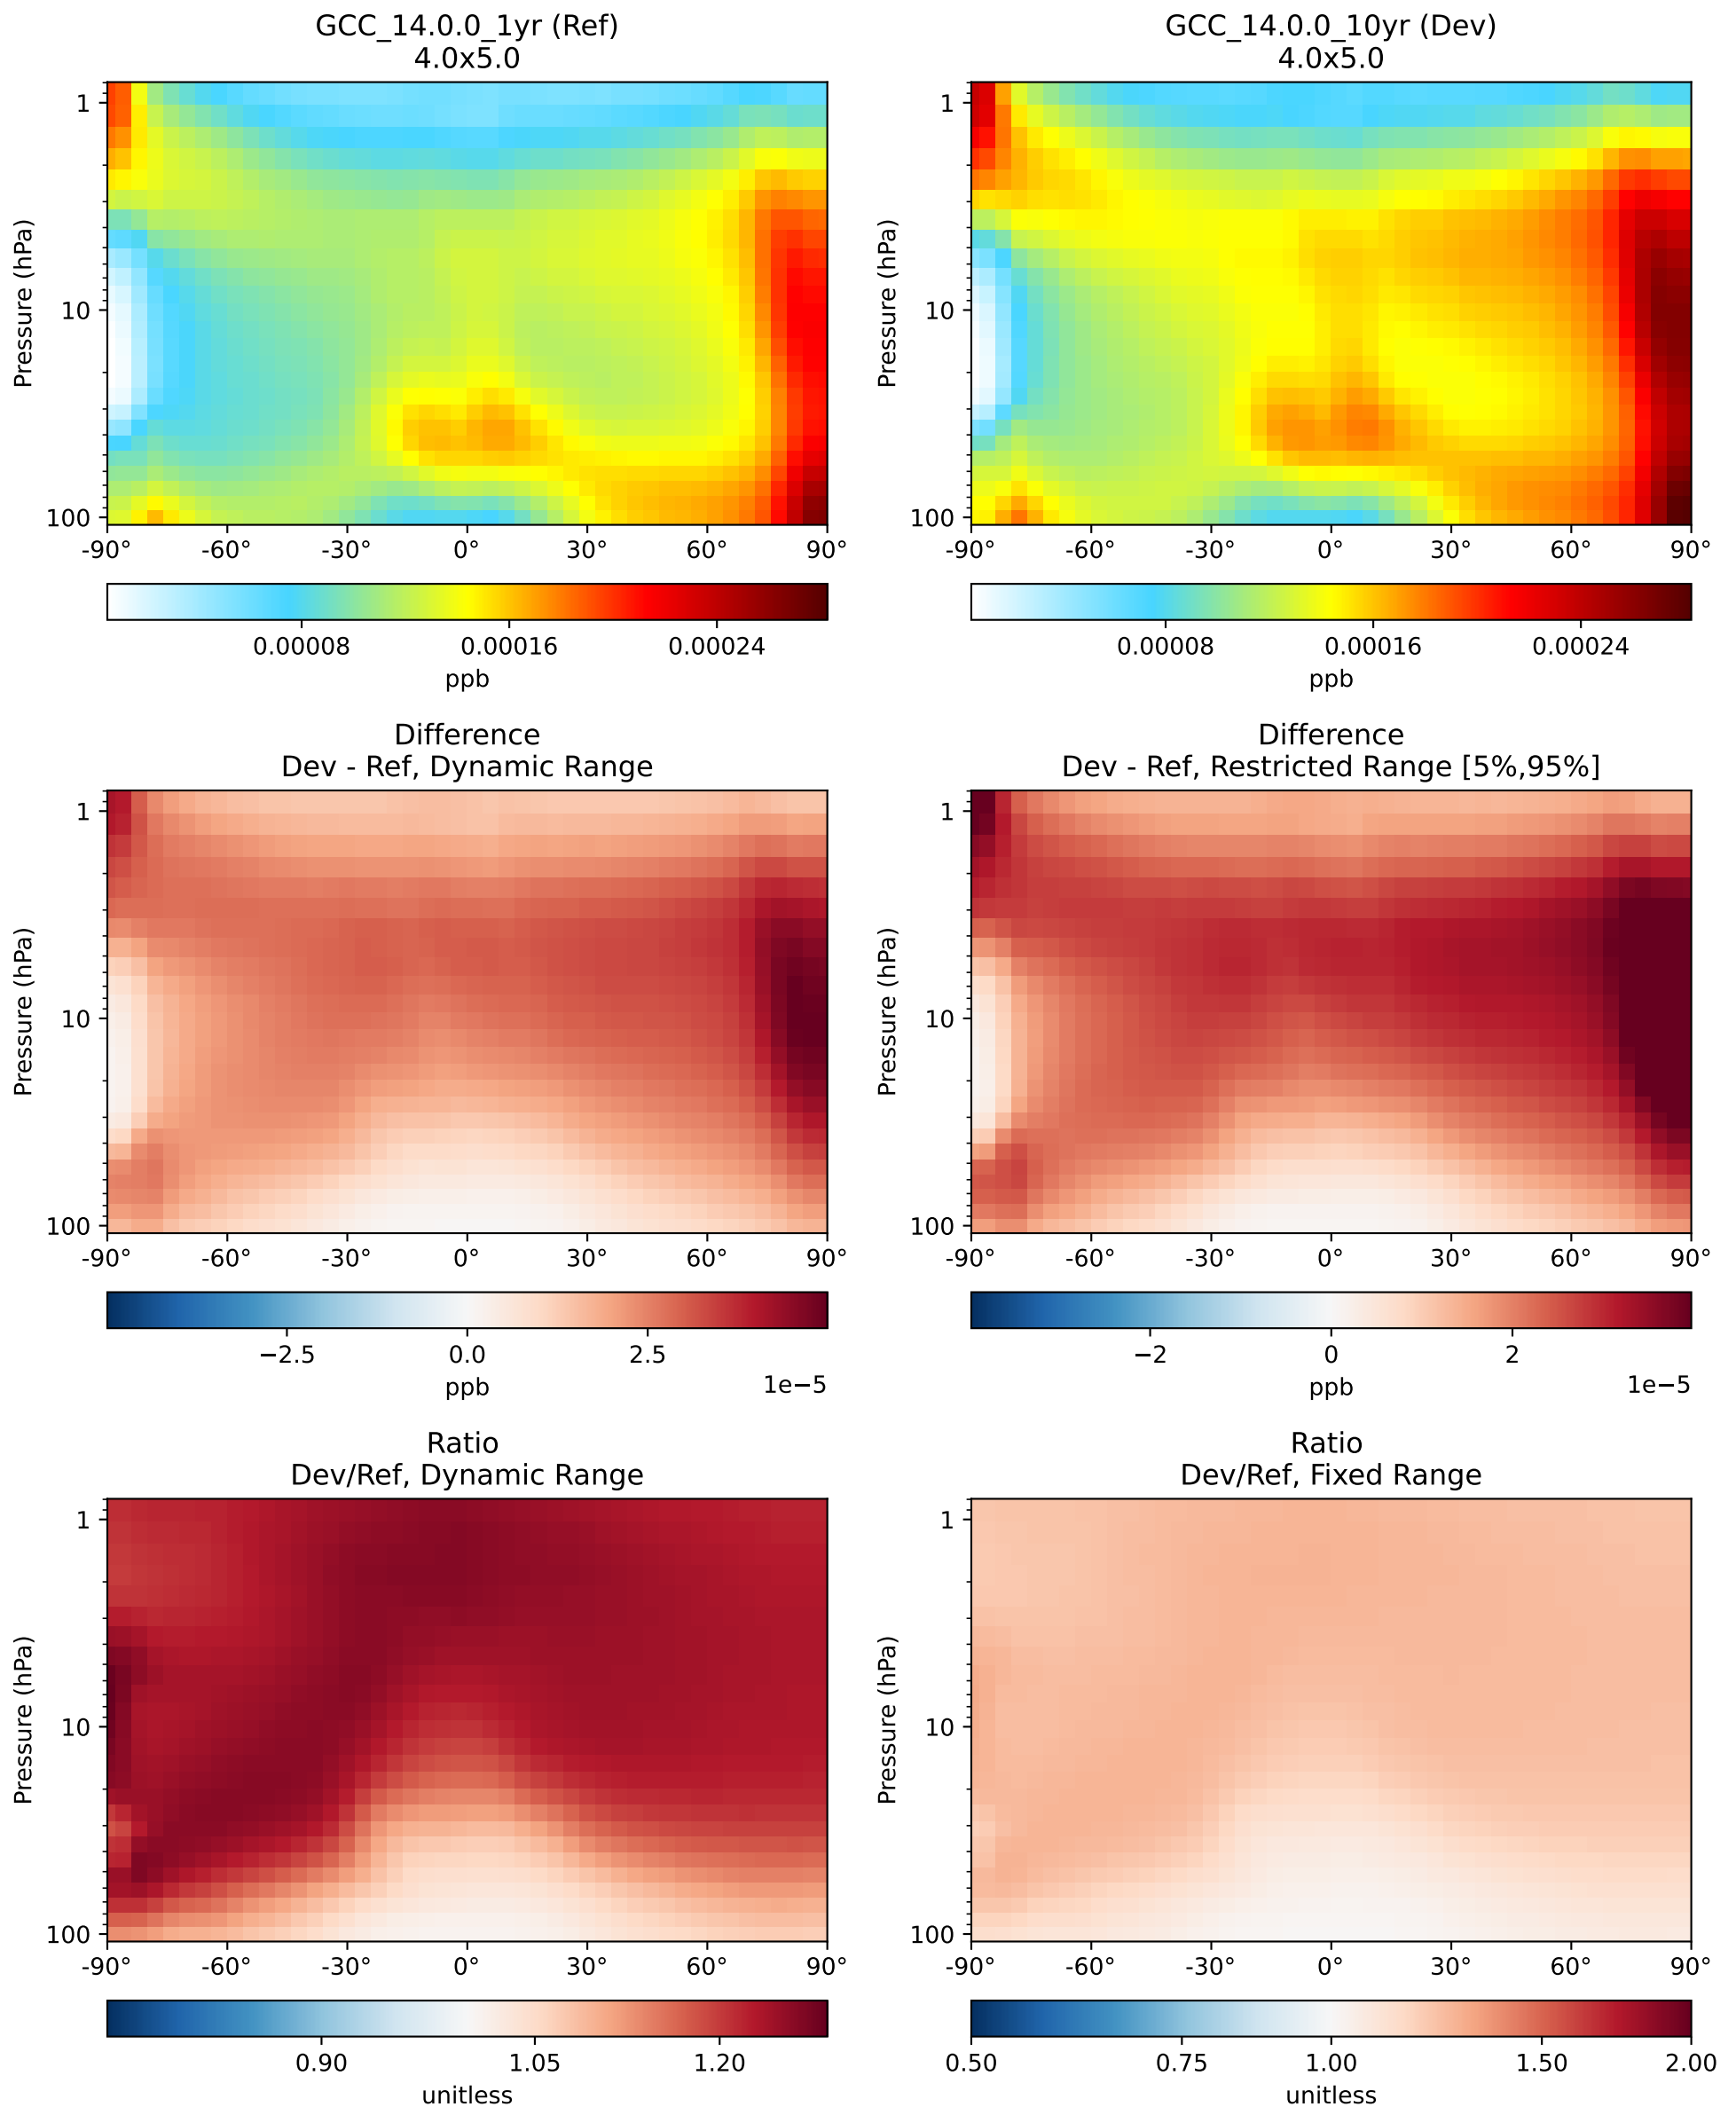 GCC_14.0.0_1yr (Ref)
4.0x5.0
GCC_14.0.0_10yr (Dev)
4.0x5.0
Pressure (hPa)
1
10
100
-90° -60° -30° 0° 30° 60° 90°
0.00008 0.00016 0.00024
ppb
Pressure (hPa)
1
10
100
-90° -60° -30° 0° 30° 60° 90°
0.00008 0.00016 0.00024
ppb
Difference
Dev - Ref, Dynamic Range
Difference
Dev - Ref, Restricted Range [5%,95%]
Pressure (hPa)
1
10
100
-90° -60° -30° 0° 30° 60° 90°
−2.5 0.0 2.5
ppb
1e−5
Pressure (hPa)
1
10
100
-90° -60° -30° 0° 30° 60° 90°
−2 0 2
ppb
1e−5
Ratio
Dev/Ref, Dynamic Range
Ratio
Dev/Ref, Fixed Range
Pressure (hPa)
1
10
100
-90° -60° -30° 0° 30° 60° 90°
0.90 1.05 1.20
unitless
Pressure (hPa)
1
10
100
-90° -60° -30° 0° 30° 60° 90°
0.50 0.75 1.00 1.50 2.00
unitless